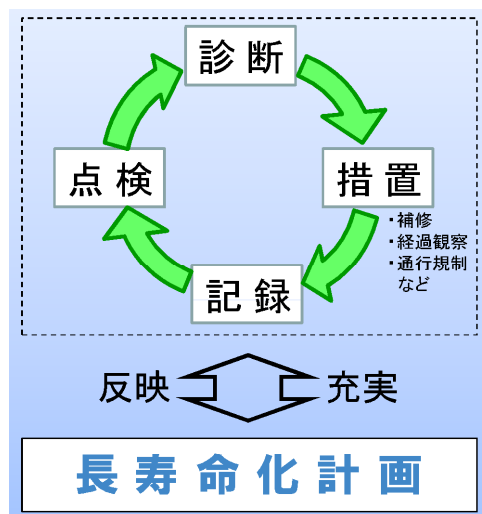 診断
点検
措置
・補修
・経過観察
・通行規制
など
記録
反映
充実
長寿命化計画